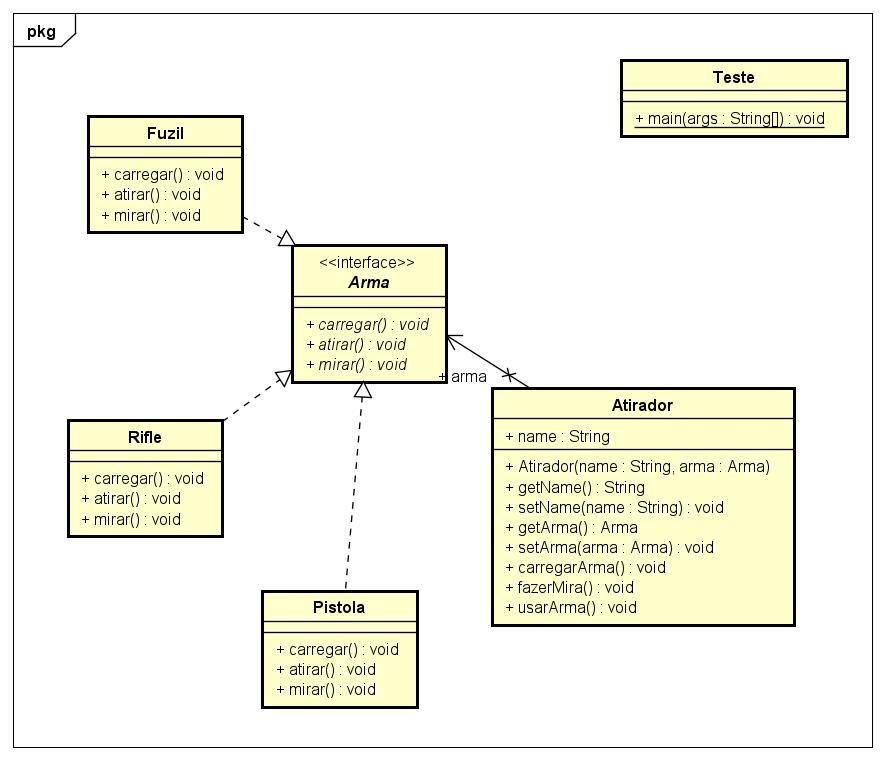 pkg
Teste
+ main(args : String[]) : void
Fuzil
+ carregar() : void
+ atirar() : void
+ mirar() : void
<<interface>>
Arma
+ carregar() : void
+ atirar() : void
+ mirar() : void
+ arma
Atirador
+ name : String
+ Atirador(name : String, arma : Arma)
+ getName() : String
+ setName(name : String) : void
+ getArma() : Arma
+ setArma(arma : Arma) : void
+ carregarArma() : void
+ fazerMira() : void
+ usarArma() : void
Rifle
+ carregar() : void
+ atirar() : void
+ mirar() : void
Pistola
+ carregar() : void
+ atirar() : void
+ mirar() : void